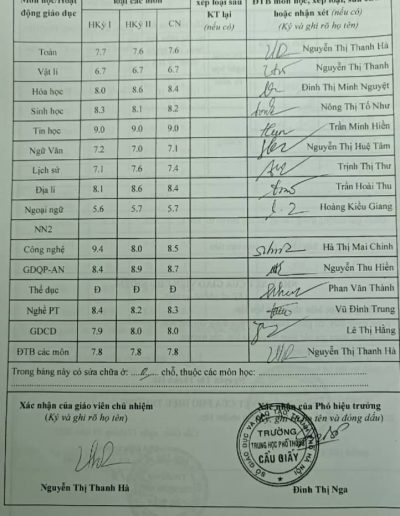 Môn học/Hoạt động giáo dục
loại các môn
xếp loại sau KT lại (nếu có)
ĐTB môn học, xếp loại, sửa chữa hoặc nhận xét (nếu có) (Ký và ghi rõ họ tên)
HKỳ I HKỳ II CN
Toán 7.7 7.6 7.6 Nguyễn Thị Thanh Hà
Vật lí 6.7 6.7 6.7 Nguyễn Thị Thanh
Hóa học 8.0 8.6 8.4 Đinh Thị Minh Nguyệt
Sinh học 8.3 8.1 8.2 Nông Thị Tố Như
Tin học 9.0 9.0 9.0 Trần Minh Hiền
Ngữ Văn 7.2 7.0 7.1 Nguyễn Thị Huệ Tâm
Lịch sử 7.1 7.6 7.4 Trịnh Thị Thư
Địa lí 8.1 8.6 8.4 Trần Hoài Thu
Ngoại ngữ 5.6 5.7 5.7 Hoàng Kiều Giang
NN2
Công nghệ 9.4 8.0 8.5 Hà Thị Mai Chinh
GDQP-AN 8.4 8.9 8.7 Nguyễn Thu Hiền
Thể dục Đ Đ Đ Phan Văn Thành
Nghề PT 8.4 8.2 8.3 Vũ Đình Trung
GDCD 7.9 8.0 8.0 Lê Thị Hằng
ĐTB các môn 7.8 7.8 7.8 Nguyễn Thị Thanh Hà
Trong bảng này có sửa chữa ở: ...0... chỗ, thuộc các môn học:
Xác nhận của giáo viên chủ nhiệm
(Ký và ghi rõ họ tên)
Xác nhận của Phó hiệu trưởng
(Ký, ghi rõ họ tên và đóng dấu)
SỞ GIÁO DỤC VÀ ĐÀO TẠO HÀ NỘI
TRƯỜNG
TRUNG HỌC PHỔ THÔNG
CẦU GIẤY
Nguyễn Thị Thanh Hà
Đinh Thị Nga